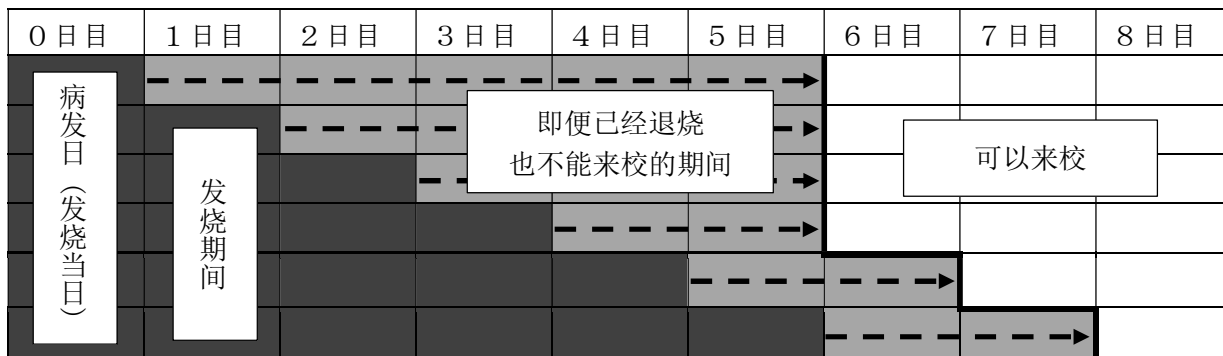 ０日目
１日目
２日目
３日目
４日目
５日目
６日目
７日目
８日目
病发日（发烧当日）
发烧期间
即便已经退烧
也不能来校的期间
可以来校